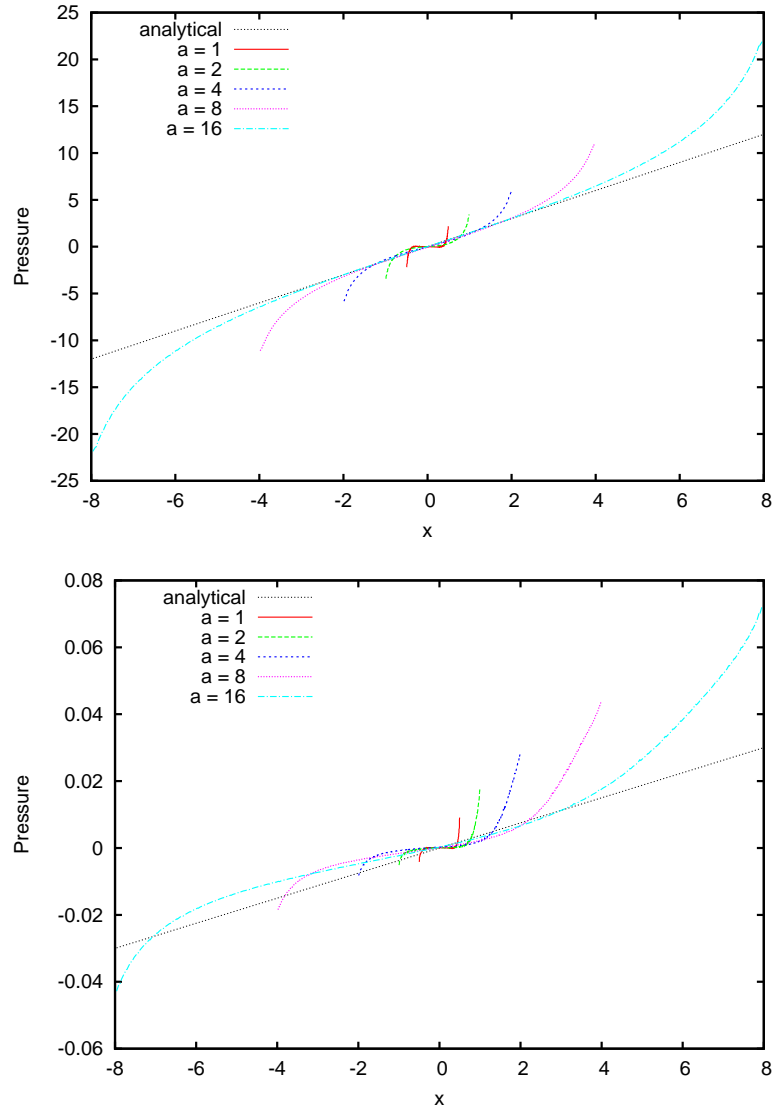 25
20
15
10
5
0
-5
-10
-15
-20
-25
Pressure
analytical
a = 1
a = 2
a = 4
a = 8
a = 16
-8 -6 -4 -2 0 2 4 6 8
x
0.08
0.06
0.04
0.02
0
-0.02
-0.04
-0.06
Pressure
analytical
a = 1
a = 2
a = 4
a = 8
a = 16
-8 -6 -4 -2 0 2 4 6 8
x